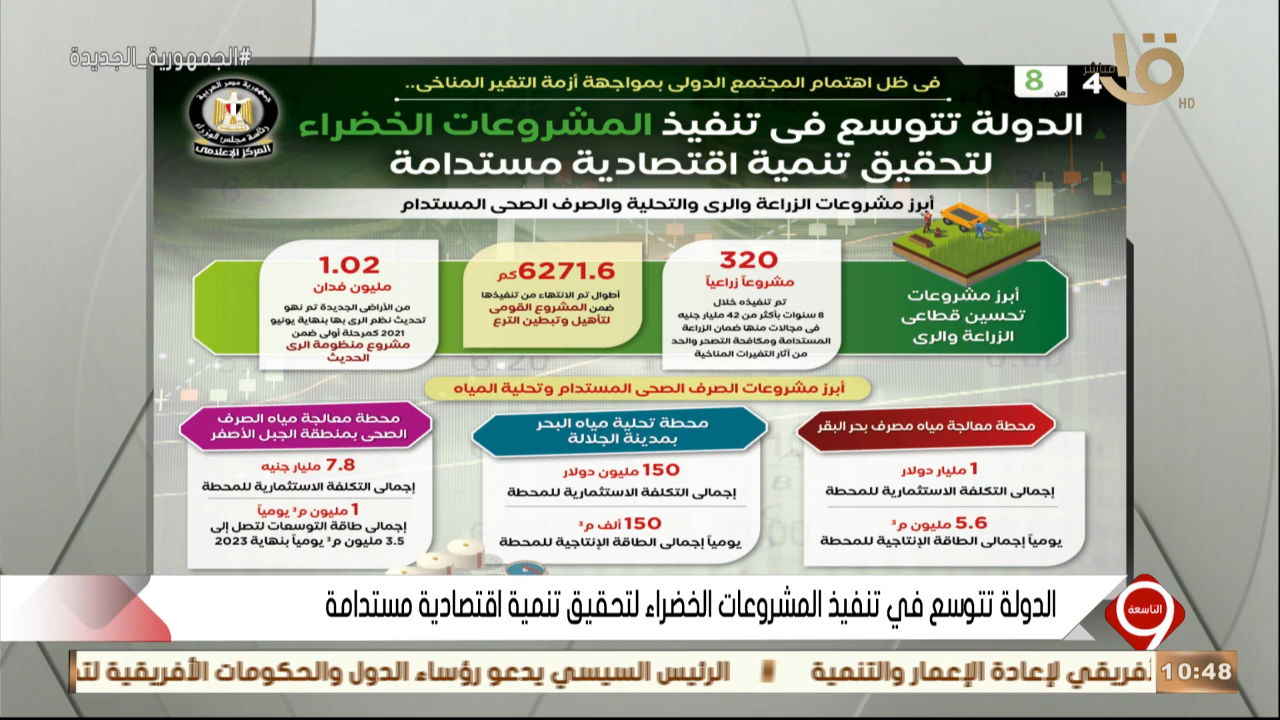 #الجمهورية_الجديدة
مباشر
HD
4 من 8
جمهورية مصر العربية
رئاسة مجلس الوزراء
المركز الإعلامى
فى ظل اهتمام المجتمع الدولى بمواجهة أزمة التغير المناخى..
الدولة تتوسع فى تنفيذ المشروعات الخضراء
لتحقيق تنمية اقتصادية مستدامة
أبرز مشروعات الزراعة والرى والتحلية والصرف الصحى المستدام
أبرز مشروعات
تحسين قطاعى
الزراعة والرى
320
مشروعاً زراعياً
تم تنفيذه خلال
8 سنوات بأكثر من 42 مليار جنيه
فى مجالات منها ضمان الزراعة
المستدامة ومكافحة التصحر والحد
من آثار التغيرات المناخية
6271.6 كم
أطوال تم الانتهاء من تنفيذها
ضمن المشروع القومى
لتأهيل وتبطين الترع
1.02
مليون فدان
من الأراضى الجديدة تم نهو
تحديث نظم الرى بها بنهاية يونيو
2021 كمرحلة أولى ضمن
مشروع منظومة الرى
الحديث
أبرز مشروعات الصرف الصحى المستدام وتحلية المياه
محطة معالجة مياه مصرف بحر البقر
1 مليار دولار
إجمالى التكلفة الاستثمارية للمحطة
5.6 مليون م³
يومياً إجمالى الطاقة الإنتاجية للمحطة
محطة تحلية مياه البحر
بمدينة الجلالة
150 مليون دولار
إجمالى التكلفة الاستثمارية للمحطة
150 ألف م³
يومياً إجمالى الطاقة الإنتاجية للمحطة
محطة معالجة مياه الصرف
الصحى بمنطقة الجبل الأصفر
7.8 مليار جنيه
إجمالى التكلفة الاستثمارية للمحطة
1 مليون م³ يومياً
إجمالى طاقة التوسعات لتصل إلى
3.5 مليون م³ يومياً بنهاية 2023
الدولة تتوسع في تنفيذ المشروعات الخضراء لتحقيق تنمية اقتصادية مستدامة
التاسعة
9
10:48
فريقي لإعادة الإعمار والتنمية الرئيس السيسي يدعو رؤساء الدول والحكومات الأفريقية